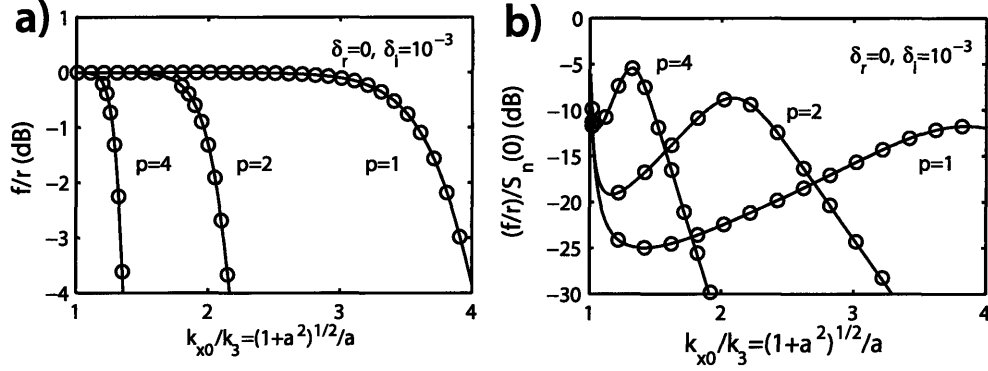 a)
1
0
−1
−2
−3
−4
f/r (dB)
δr=0, δi=10−3
p=4
p=2
p=1
1
2
3
4
kx0/k3=(1+a2)1/2/a
b)
0
−5
−10
−15
−20
−25
−30
(f/r)/Sn(0) (dB)
δr=0, δi=10−3
p=4
p=2
p=1
1
2
3
4
kx0/k3=(1+a2)1/2/a